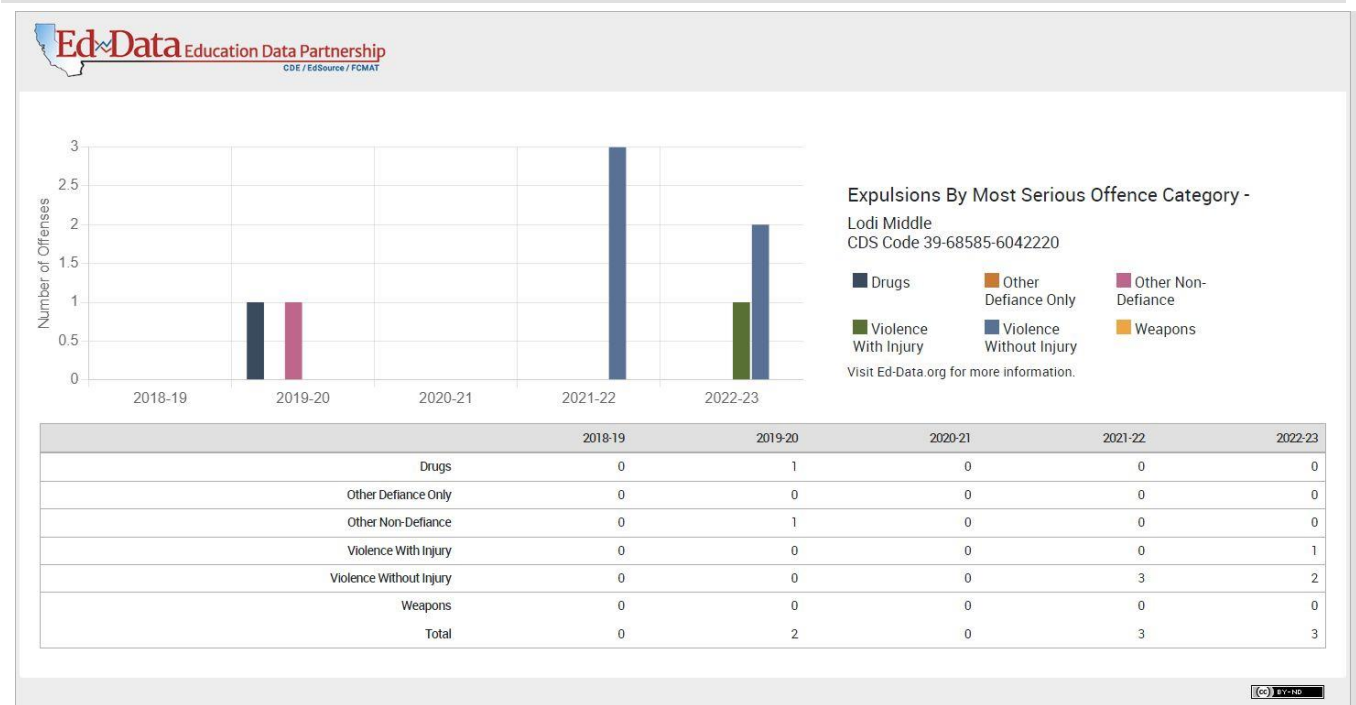 Ed Data Education Data Partnership
CDE / EdSource / FCMAT
3
2.5
2
1.5
1
0.5
0
Number of Offenses
2018-19 2019-20 2020-21 2021-22 2022-23
Expulsions By Most Serious Offence Category -
Lodi Middle
CDS Code 39-68585-6042220
Drugs Other Other Non-
Defiance Only Defiance
Violence Violence Weapons
With Injury Without Injury
Visit Ed-Data.org for more information.
2018-19 2019-20 2020-21 2021-22 2022-23
Drugs 0 1 0 0 0
Other Defiance Only 0 0 0 0 0
Other Non-Defiance 0 1 0 0 0
Violence With Injury 0 0 0 0 1
Violence Without Injury 0 0 0 3 2
Weapons 0 0 0 0 0
Total 0 2 0 3 3
(cc) BY-ND